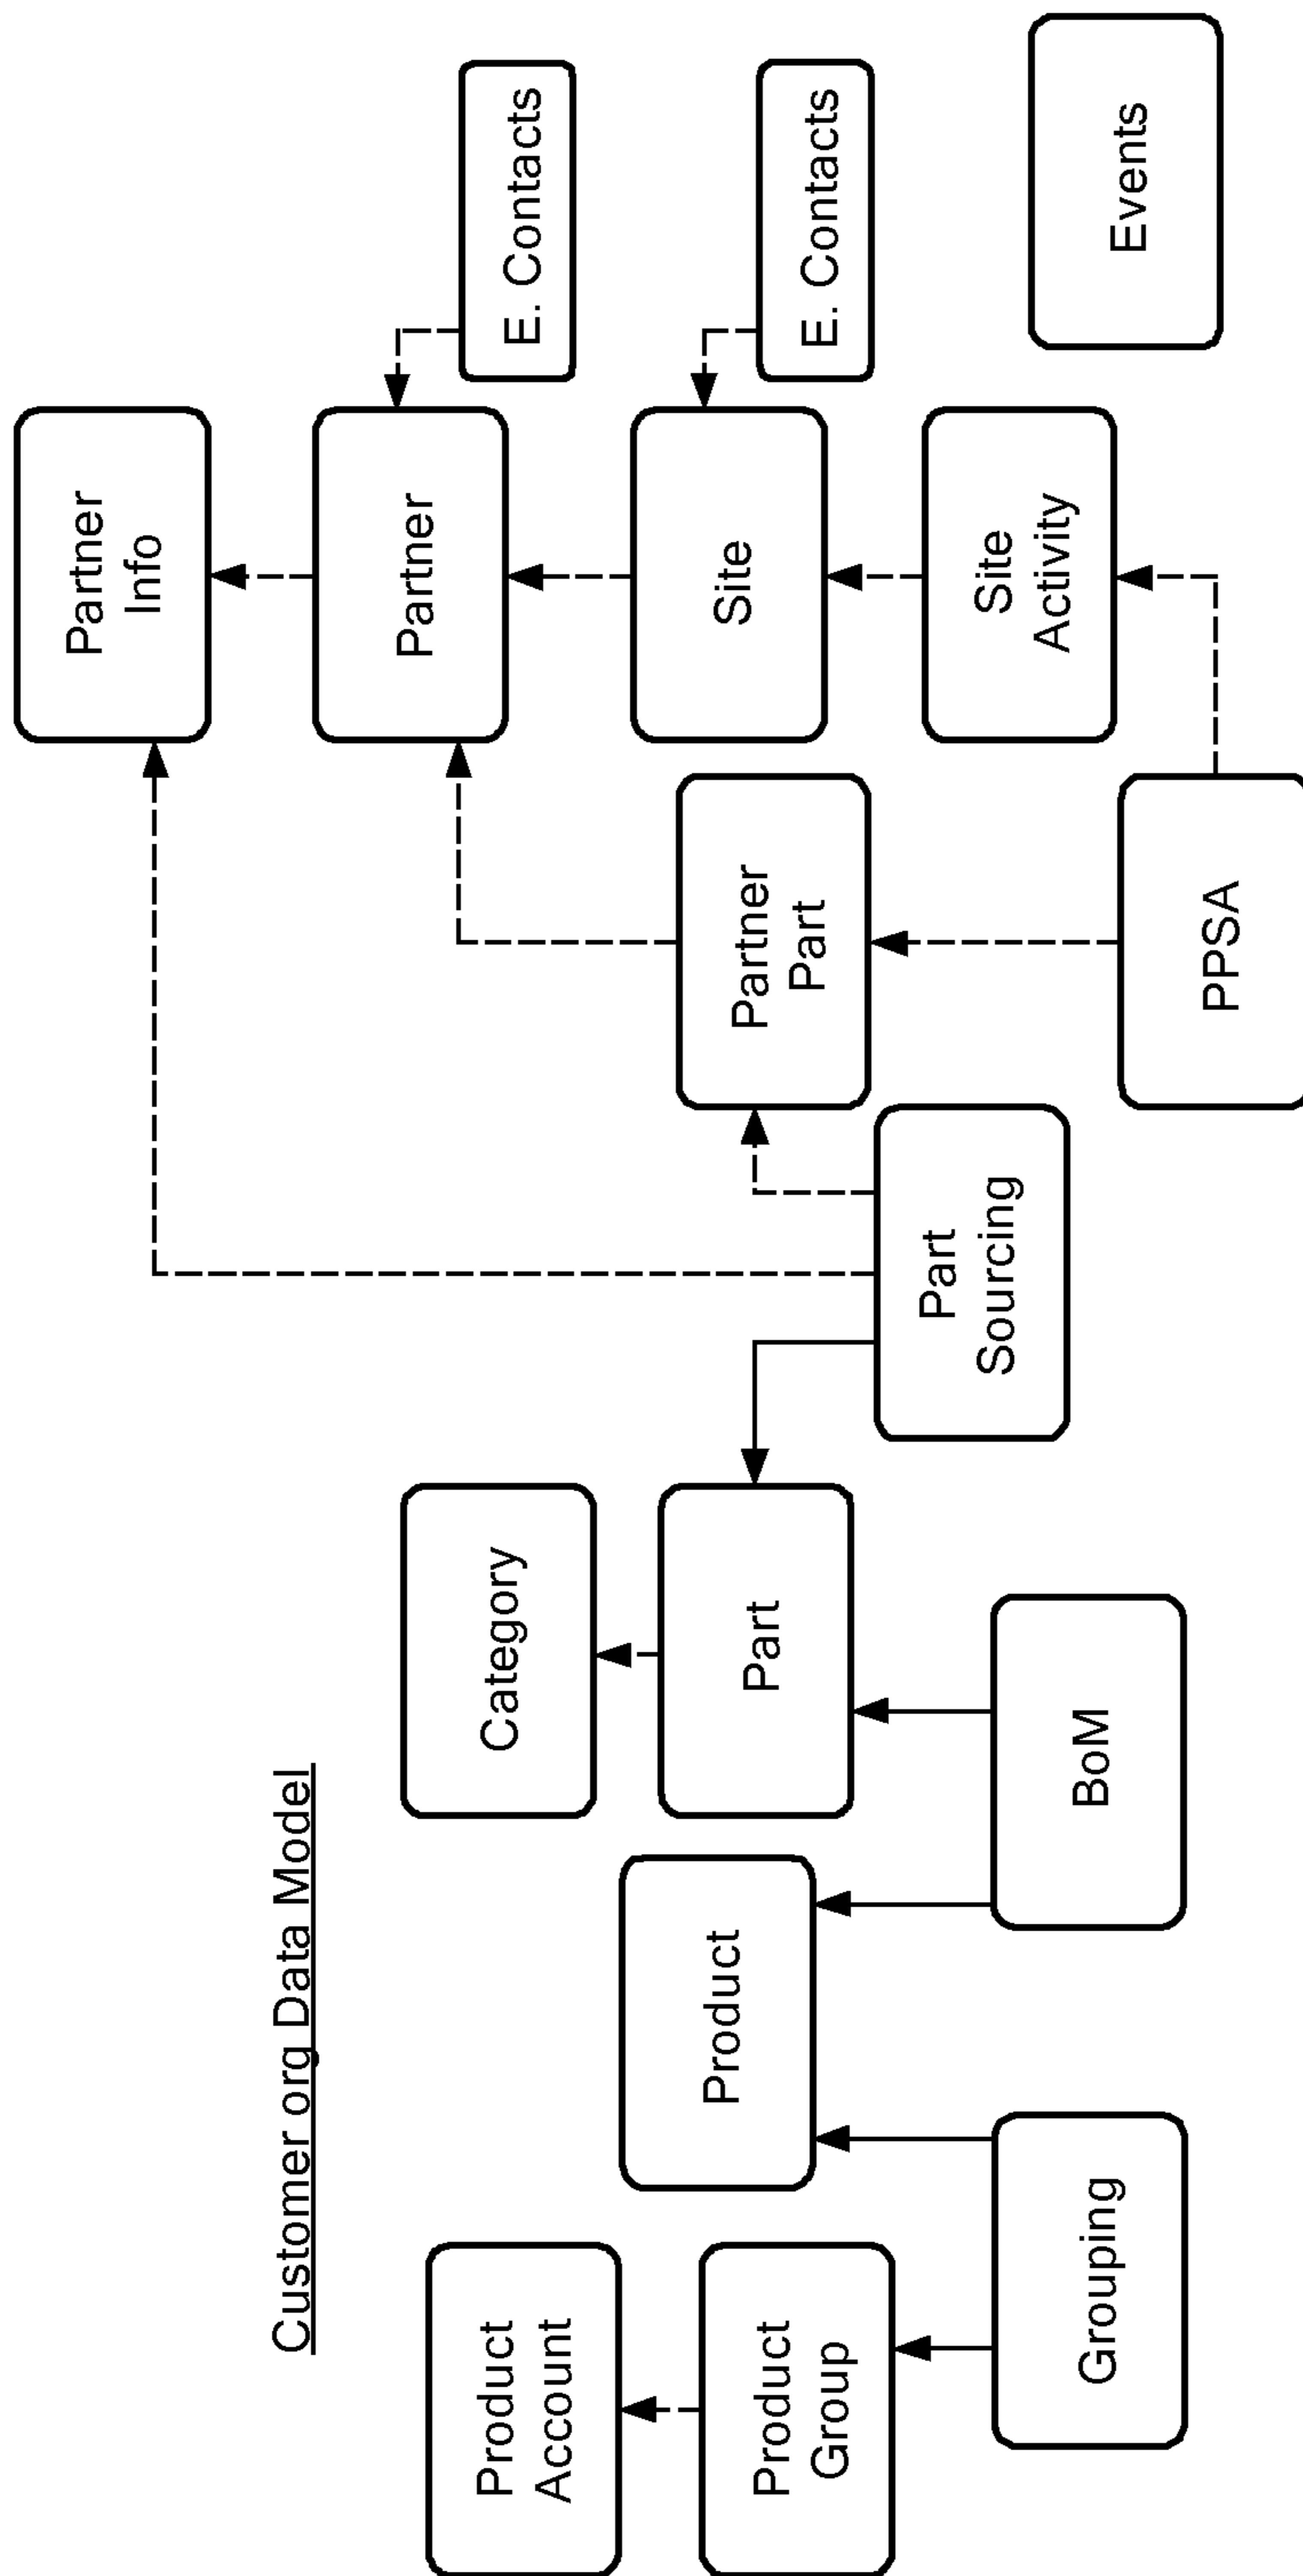 Customer org Data Model
Partner
Info
Product
Account
Category
Partner
E. Contacts
Product
Group
Product
Part
Partner
Part
Site
E. Contacts
Part
Sourcing
Site
Activity
Grouping
BoM
PPSA
Events